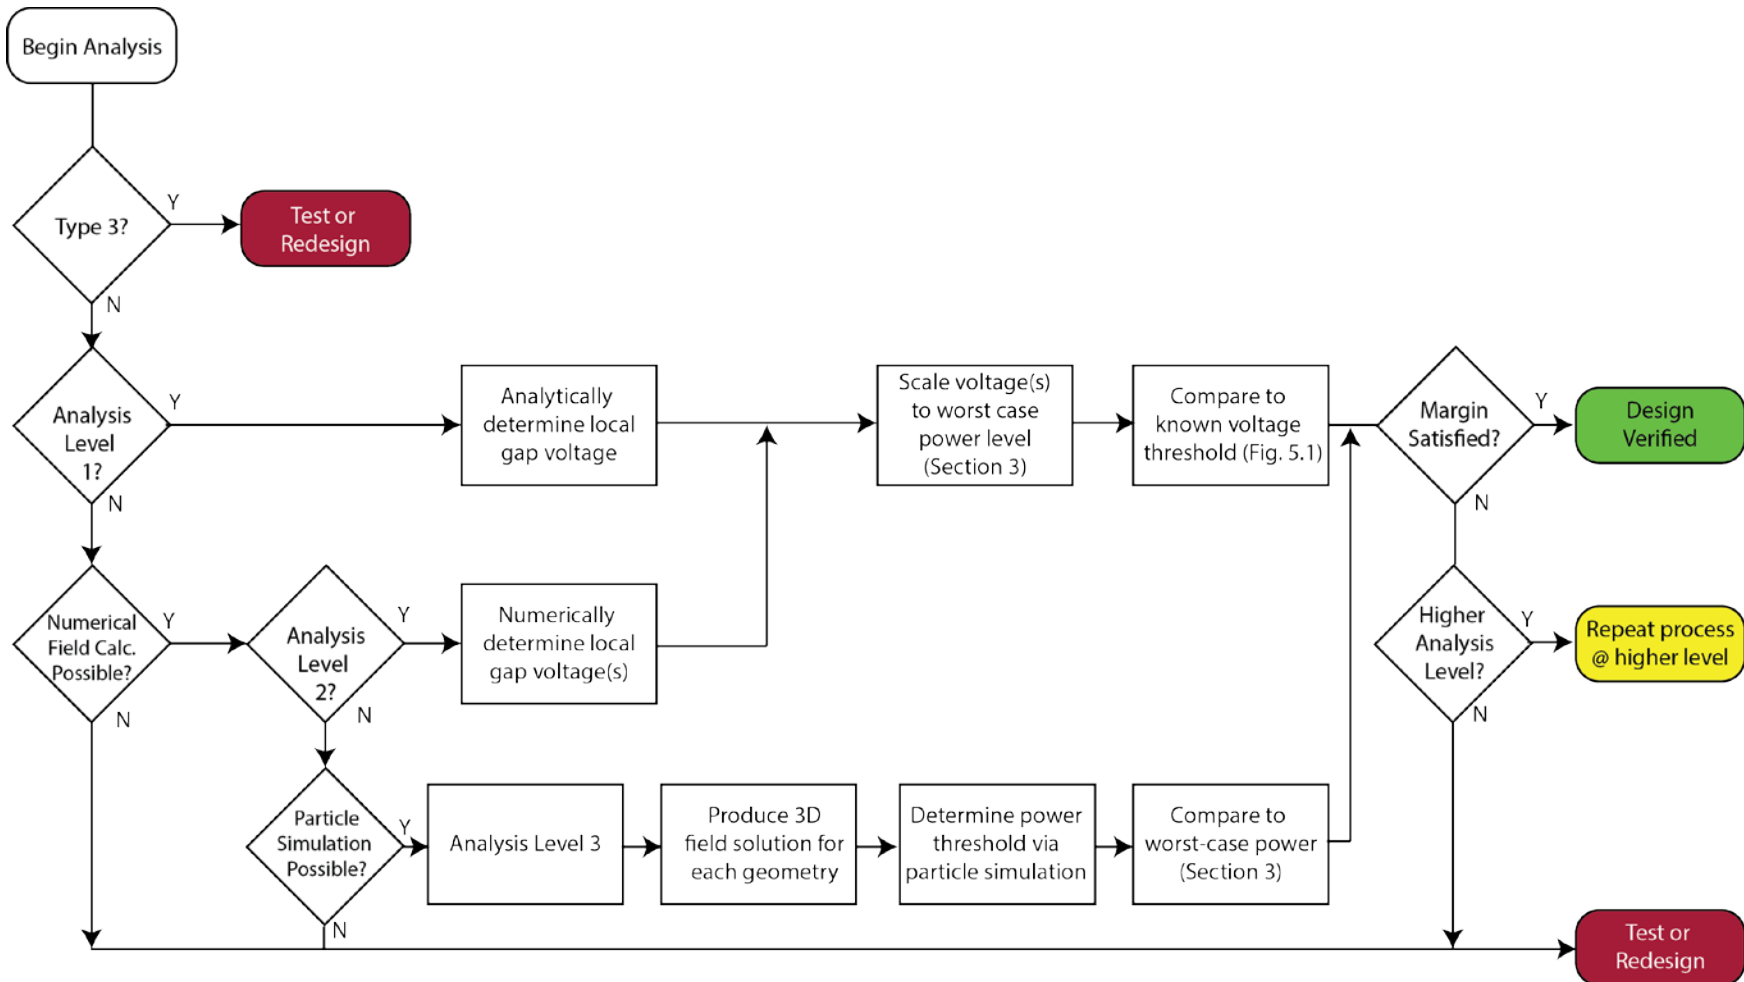 Begin Analysis
Type 3?
Y
N
Test or
Redesign
Analysis
Level
1?
Y
N
Analytically
determine local
gap voltage
Scale voltage(s)
to worst case
power level
(Section 3)
Compare to
known voltage
threshold (Fig. 5.1)
Margin
Satisfied?
Y
N
Design
Verified
Numerical
Field Calc.
Possible?
Y
N
Analysis
Level
2?
Y
N
Numerically
determine local
gap voltage(s)
Higher
Analysis
Level?
Y
N
Repeat process
@ higher level
Particle
Simulation
Possible?
Y
N
Analysis Level 3
Produce 3D
field solution for
each geometry
Determine power
threshold via
particle simulation
Compare to
worst-case power
(Section 3)
Test or
Redesign